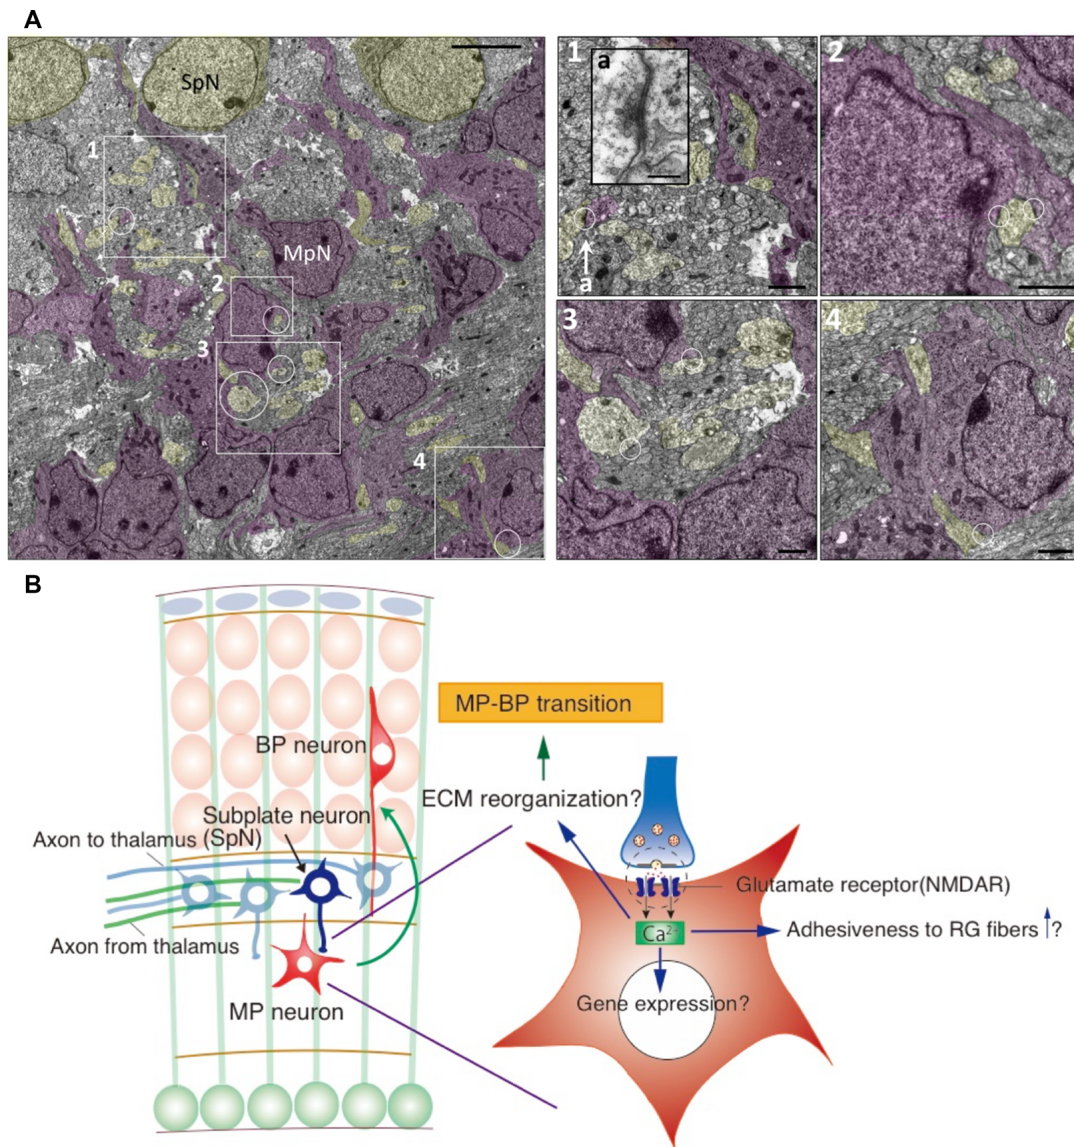 A
SpN
1
MpN
2
3
4
1
a
a
2
3
4
B
MP-BP transition
BP neuron
ECM reorganization?
Subplate neuron
(SpN)
Axon to thalamus
Glutamate receptor(NMDAR)
Ca2+
Adhesiveness to RG fibers ?
Axon from thalamus
Gene expression?
MP neuron